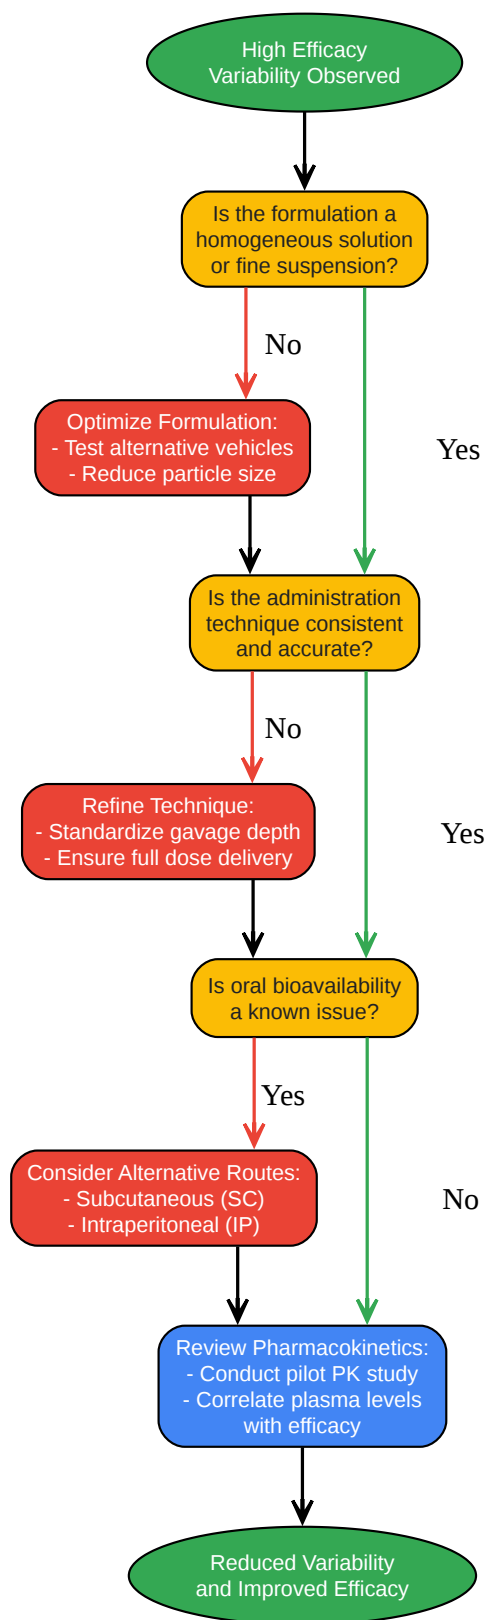 High Efficacy
Variability Observed
Is the formulation a
homogeneous solution
or fine suspension?
No
Optimize Formulation:
- Test alternative vehicles
- Reduce particle size
Yes
Is the administration
technique consistent
and accurate?
No
Refine Technique:
- Standardize gavage depth
- Ensure full dose delivery
Yes
Is oral bioavailability
a known issue?
Yes
Consider Alternative Routes:
- Subcutaneous (SC)
- Intraperitoneal (IP)
No
Review Pharmacokinetics:
- Conduct pilot PK study
- Correlate plasma levels
with efficacy
Reduced Variability
and Improved Efficacy